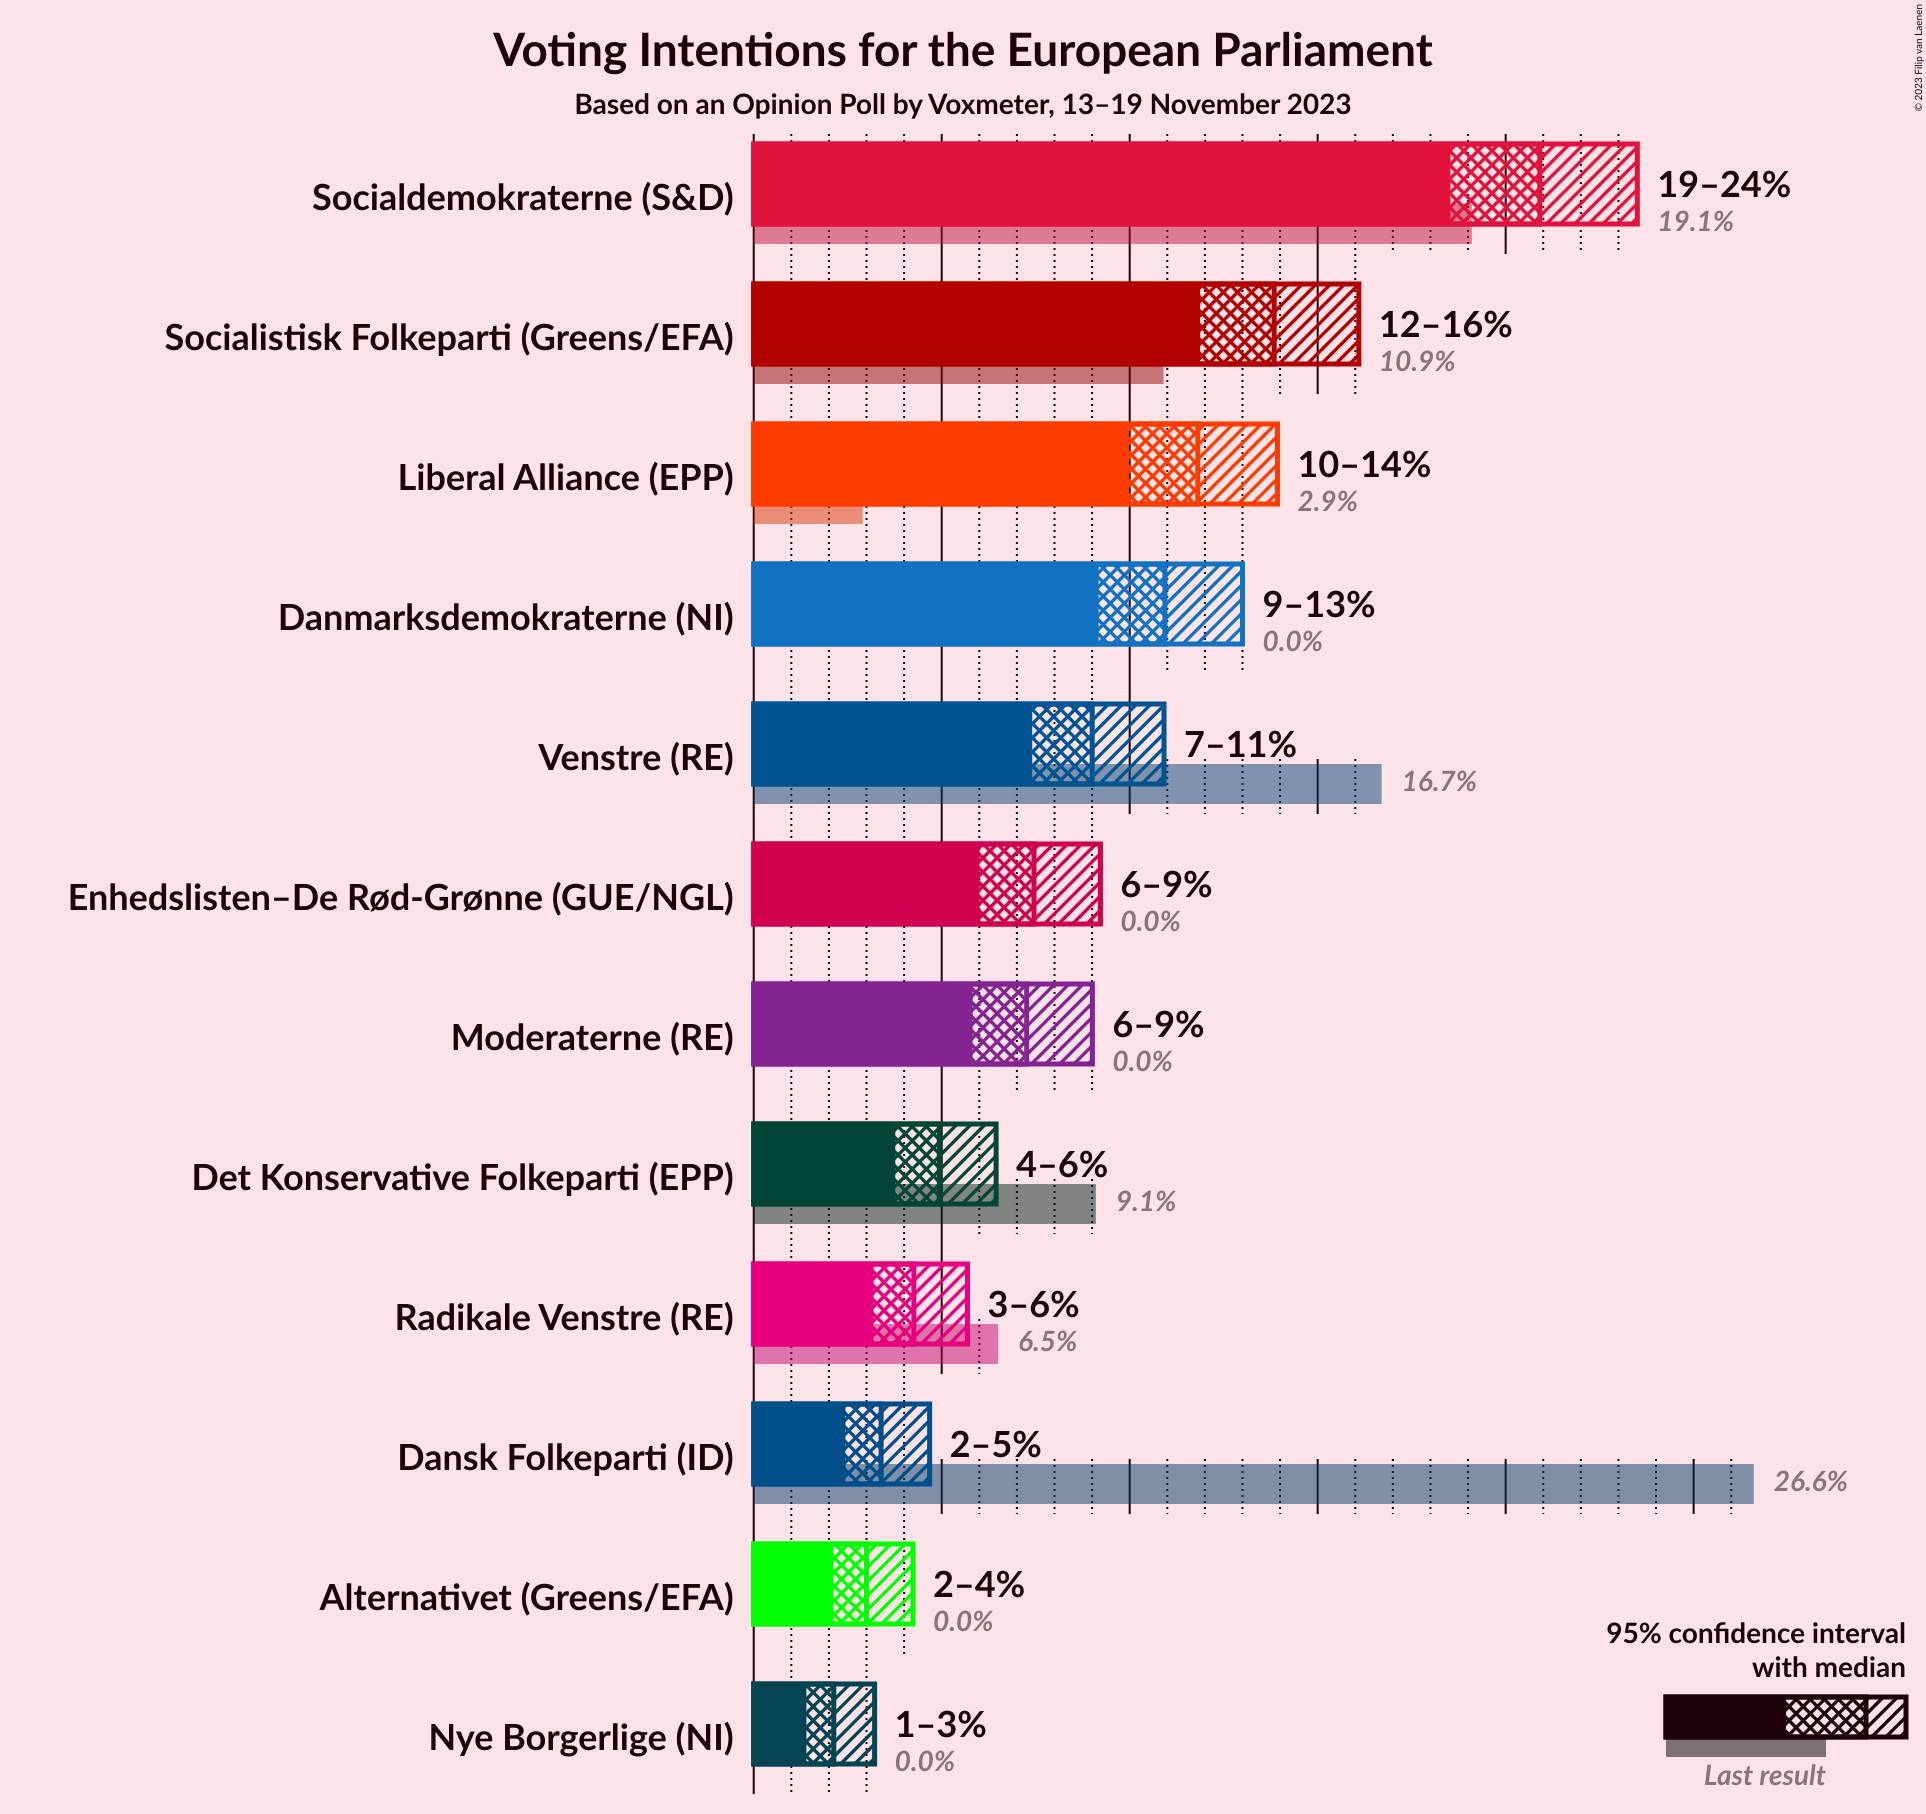 Voting Intentions for the European Parliament
Based on an Opinion Poll by Voxmeter, 13–19 November 2023
© 2023 Filip van Laenen
Socialdemokraterne (S&D)
19–24%
19.1%
Socialistisk Folkeparti (Greens/EFA)
12–16%
10.9%
Liberal Alliance (EPP)
10–14%
2.9%
Danmarksdemokraterne (NI)
9–13%
0.0%
Venstre (RE)
7–11%
16.7%
Enhedslisten–De Rød-Grønne (GUE/NGL)
6–9%
0.0%
Moderaterne (RE)
6–9%
0.0%
Det Konservative Folkeparti (EPP)
4–6%
9.1%
Radikale Venstre (RE)
3–6%
6.5%
Dansk Folkeparti (ID)
2–5%
26.6%
Alternativet (Greens/EFA)
2–4%
0.0%
Nye Borgerlige (NI)
1–3%
0.0%
95% confidence interval
with median
Last result